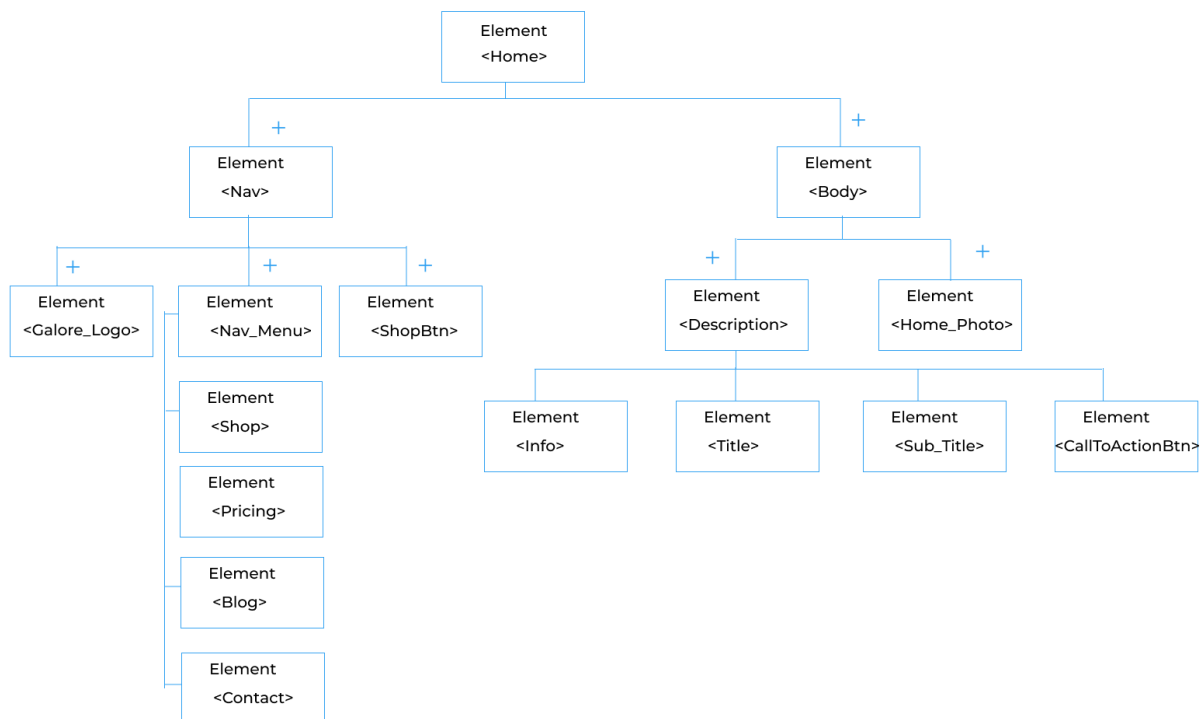 Element
<Home>
+
+
Element
<Nav>
Element
<Body>
+
+
+
+
+
Element
<Galore_Logo>
Element
<Nav_Menu>
Element
<ShopBtn>
Element
<Description>
Element
<Home_Photo>
Element
<Shop>
Element
<Pricing>
Element
<Blog>
Element
<Contact>
Element
<Info>
Element
<Title>
Element
<Sub_Title>
Element
<CallToActionBtn>